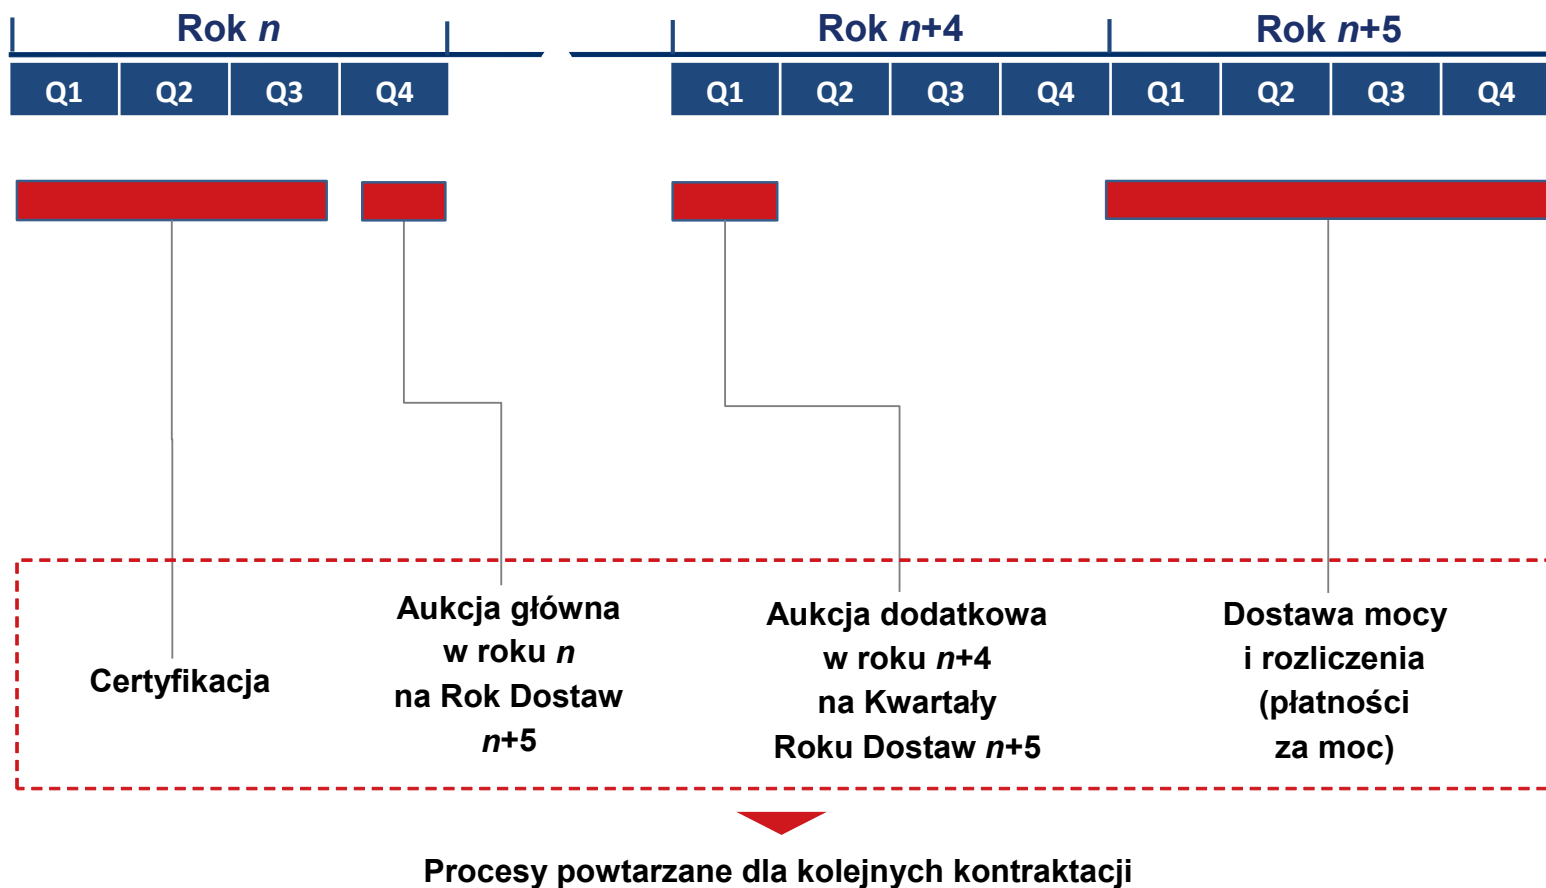 Rok n
Rok n+4
Rok n+5
Q1 Q2 Q3 Q4 Q1 Q2 Q3 Q4 Q1 Q2 Q3 Q4
Certyfikacja
Aukcja główna
w roku n
na Rok Dostaw
n+5
Aukcja dodatkowa
w roku n+4
na Kwartały
Roku Dostaw n+5
Dostawa mocy
i rozliczenia
(płatności
za moc)
Procesy powtarzane dla kolejnych kontraktacji